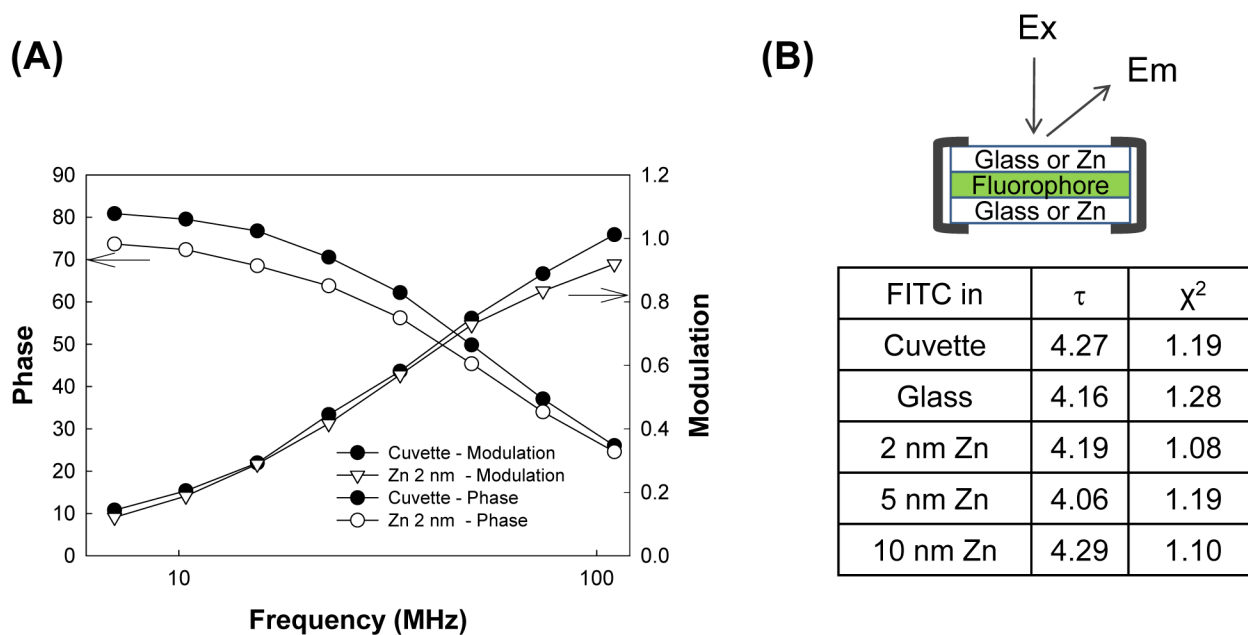 (A)
90
80
70
60
50
40
30
20
10
0
Phase
1.2
1.0
0.8
0.6
0.4
0.2
0.0
Modulation
Cuvette - Modulation
Zn 2 nm - Modulation
Cuvette - Phase
Zn 2 nm - Phase
10
100
Frequency (MHz)
(B)
Ex
Em
Glass or Zn
Fluorophore
Glass or Zn
FITC in τ χ²
Cuvette 4.27 1.19
Glass 4.16 1.28
2 nm Zn 4.19 1.08
5 nm Zn 4.06 1.19
10 nm Zn 4.29 1.10